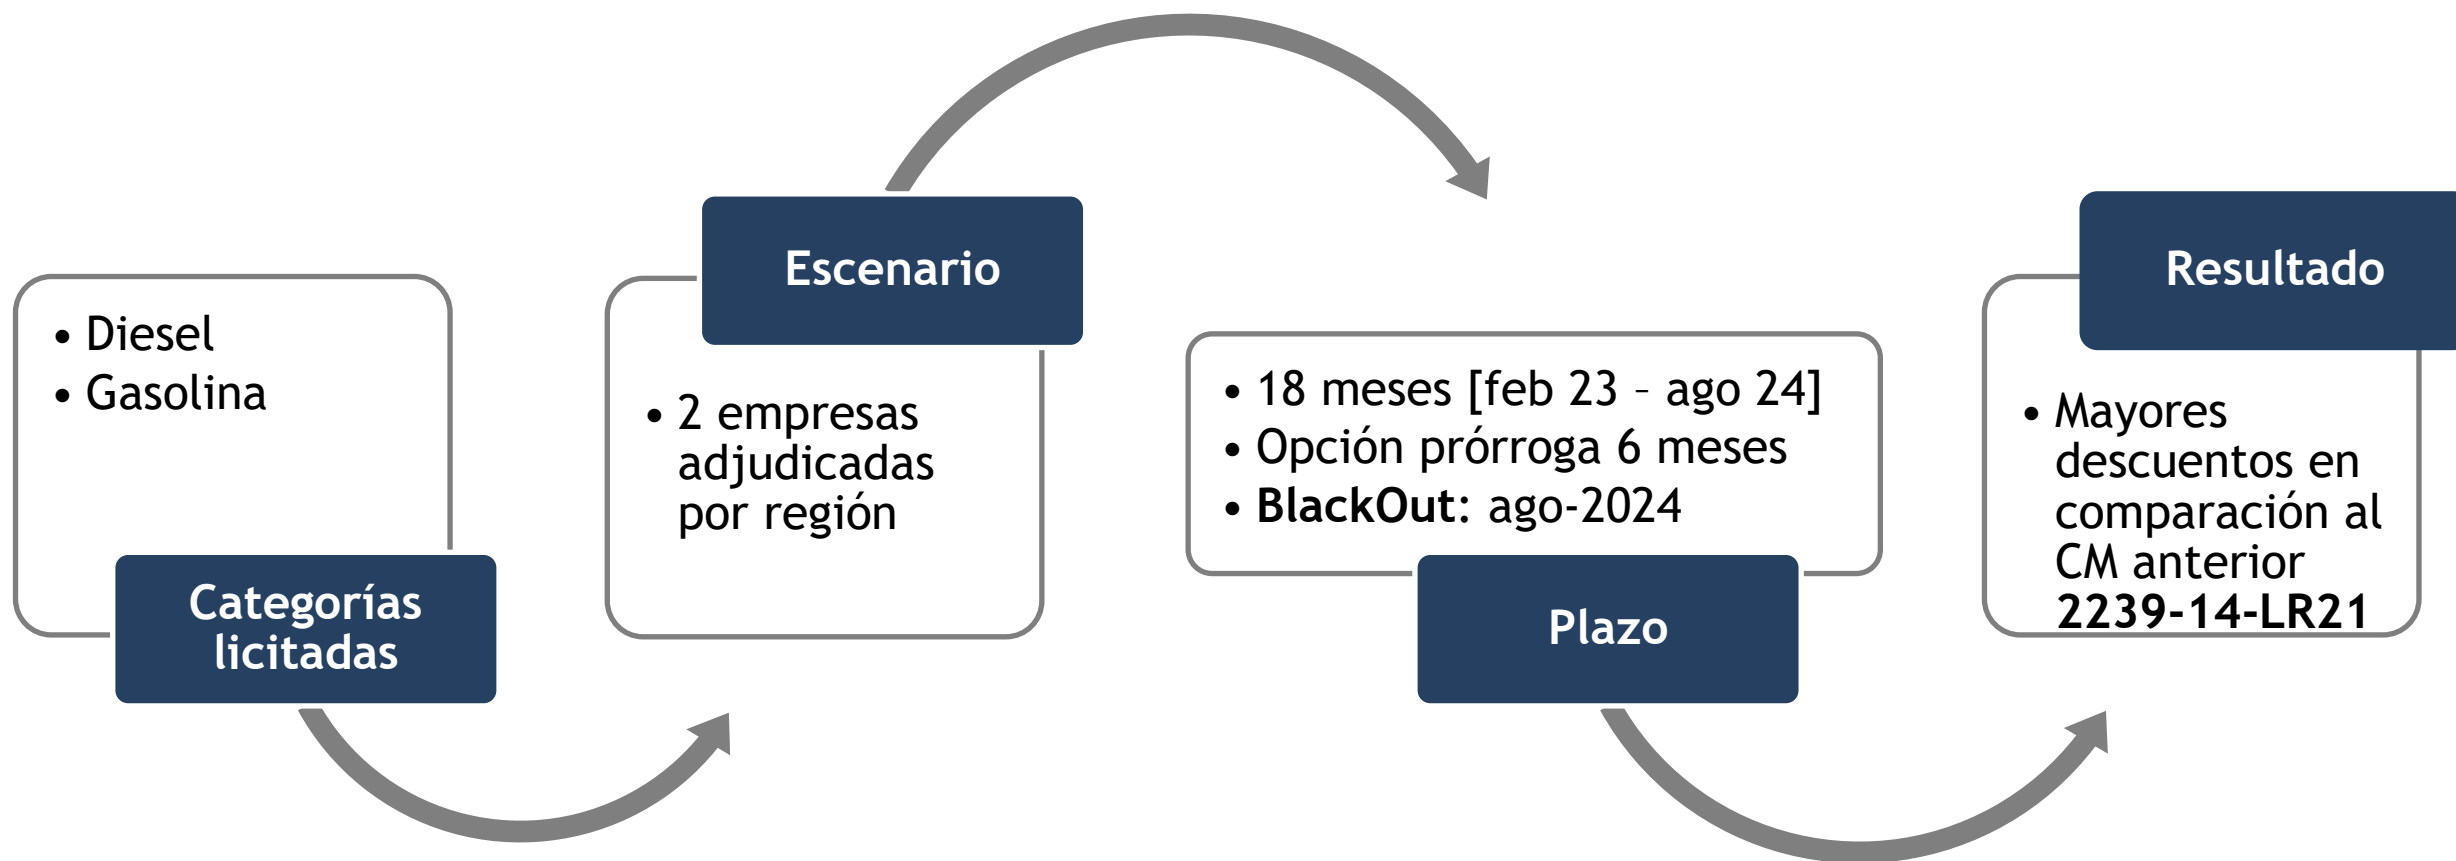 • Diesel
• Gasolina
Categorías
licitadas
Escenario
• 2 empresas
adjudicadas
por región
• 18 meses [feb 23 – ago 24]
• Opción prórroga 6 meses
• BlackOut: ago-2024
Plazo
Resultado
• Mayores
descuentos en
comparación al
CM anterior
2239-14-LR21